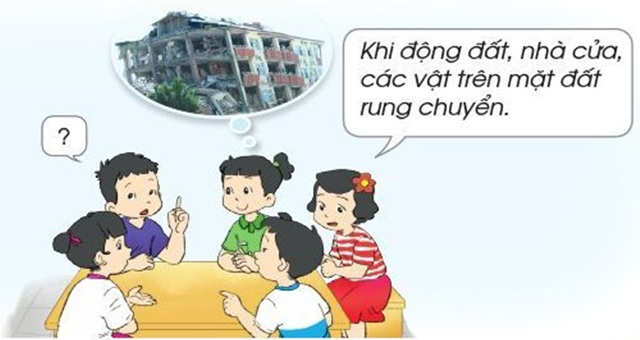 ?
Khi động đất, nhà cửa,
các vật trên mặt đất
rung chuyển.